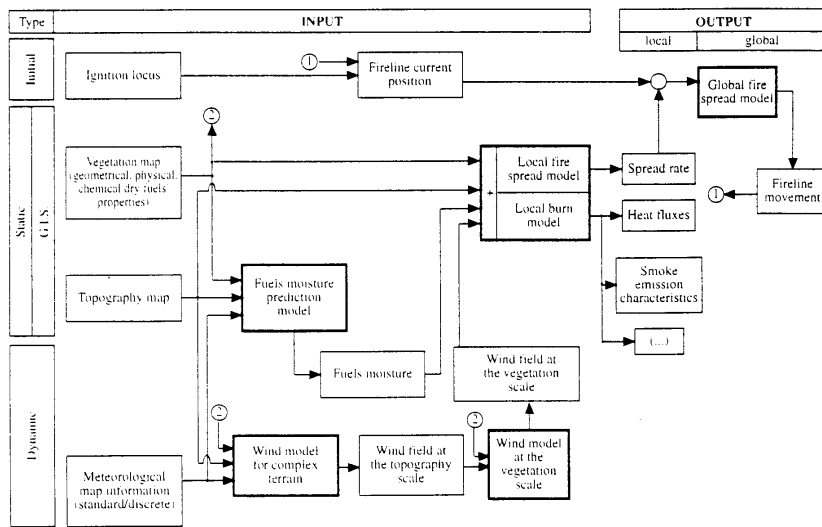 Type
INPUT
OUTPUT
local
global
Initial
Ignition locus
1
Fireline current
position
Global fire
spread model
2
Static
G.I.S.
Vegetation map
(geometrical, physical,
chemical dry fuels
properties)
Local fire
spread model
+
Local burn
model
Spread rate
Heat fluxes
1
Fireline
movement
Topography map
Fuels moisture
prediction
model
Smoke
emission
characteristics
(...)
Fuels moisture
Wind field at
the vegetation
scale
Dynamic
2
2
Meteorological
map information
(standard/discrete)
Wind model
for complex
terrain
Wind field at
the topography
scale
Wind model
at the
vegetation
scale